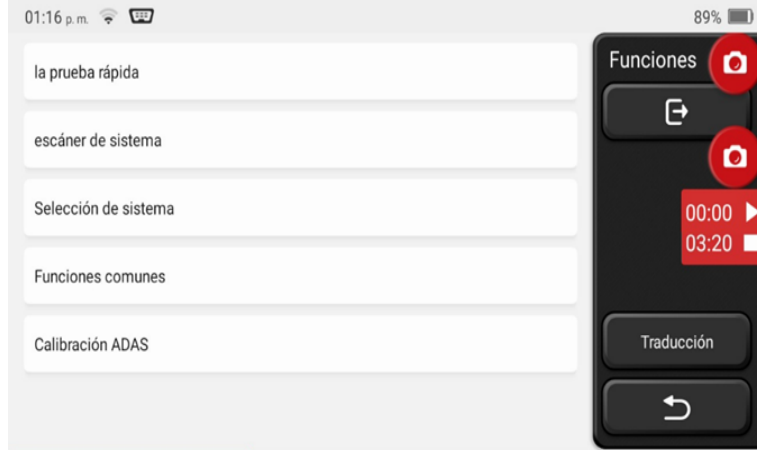 01:16 p. m.
89%
la prueba rápida
escáner de sistema
Selección de sistema
Funciones comunes
Calibración ADAS
Funciones
00:00
03:20
Traducción